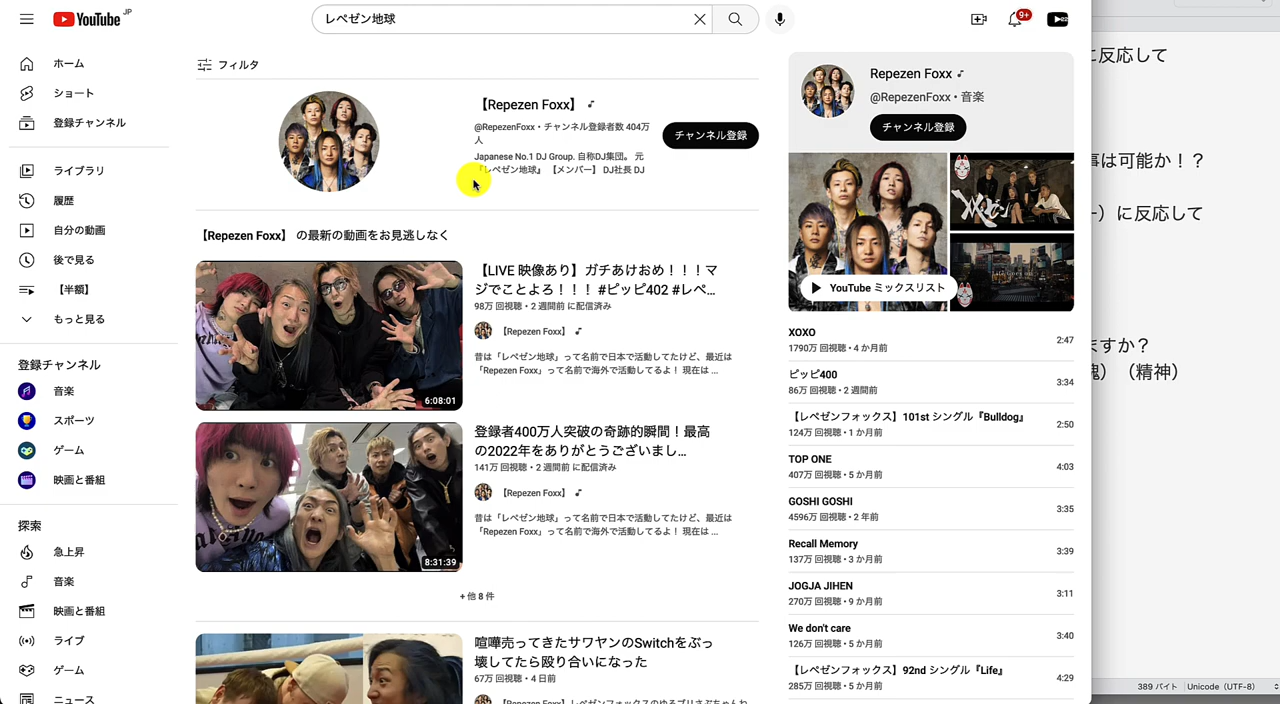 YouTube JP
レペゼン地球
9+
ホーム
ショート
登録チャンネル
ライブラリ
履歴
自分の動画
後で見る
【半額】
もっと見る
登録チャンネル
音楽
スポーツ
ゲーム
映画と番組
探索
急上昇
音楽
映画と番組
ライブ
ゲーム
ニュース
フィルタ
【Repezen Foxx】
@RepezenFoxx・チャンネル登録者数 404万
人
Japanese No.1 DJ Group. 自称DJ集団。 元
『レペゼン地球』 【メンバー】 DJ社長 DJ
チャンネル登録
【Repezen Foxx】 の最新の動画をお見逃しなく
【LIVE 映像あり】ガチあけおめ！！！マ
ジでことよろ！！！ #ピッピ402 #レペ...
98万 回視聴・2 週間前 に配信済み
【Repezen Foxx】
昔は「レペゼン地球」って名前で日本で活動してたけど、最近は
「Repezen Foxx」って名前で海外で活動してるよ！ 現在は ...
6:08:01
登録者400万人突破の奇跡的瞬間！最高
の2022年をありがとうございまし...
141万 回視聴・2 週間前 に配信済み
【Repezen Foxx】
昔は「レペゼン地球」って名前で日本で活動してたけど、最近は
「Repezen Foxx」って名前で海外で活動してるよ！ 現在は ...
8:31:39
+ 他 8 件
喧嘩売ってきたサワヤンのSwitchをぶっ
壊してたら殴り合いになった
67万 回視聴・4 日前
Repezen Foxx
@RepezenFoxx・音楽
チャンネル登録
YouTube ミックスリスト
XOXO
1790万 回視聴・4 か月前
2:47
ピッピ400
86万 回視聴・2 週間前
3:34
【レペゼンフォックス】101st シングル『Bulldog』
124万 回視聴・1 か月前
2:50
TOP ONE
407万 回視聴・5 か月前
4:03
GOSHI GOSHI
4596万 回視聴・2 年前
3:35
Recall Memory
137万 回視聴・3 か月前
3:39
JOGJA JIHEN
270万 回視聴・9 か月前
3:11
We don't care
126万 回視聴・5 か月前
3:40
【レペゼンフォックス】92nd シングル『Life』
285万 回視聴・5 か月前
4:29
に反応して
事は可能か！？
ー）に反応して
ますか？
魂）（精神）
389 バイト
Unicode（UTF-8）